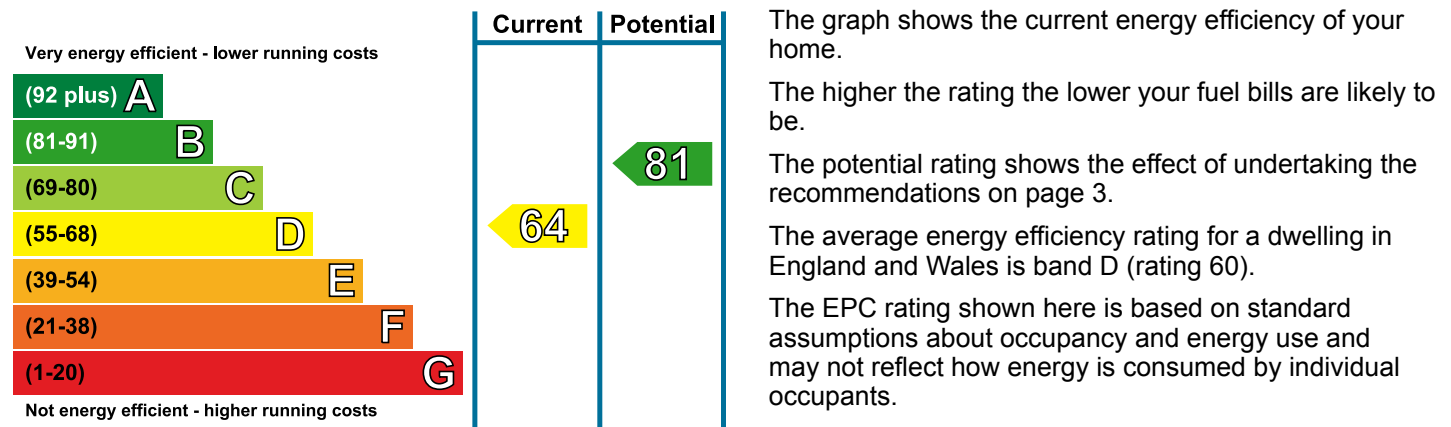 Current Potential
Very energy efficient - lower running costs
(92 plus) A
(81-91) B
(69-80) C
(55-68) D
(39-54) E
(21-38) F
(1-20) G
Not energy efficient - higher running costs
64
81
The graph shows the current energy efficiency of your
home.
The higher the rating the lower your fuel bills are likely to
be.
The potential rating shows the effect of undertaking the
recommendations on page 3.
The average energy efficiency rating for a dwelling in
England and Wales is band D (rating 60).
The EPC rating shown here is based on standard
assumptions about occupancy and energy use and
may not reflect how energy is consumed by individual
occupants.